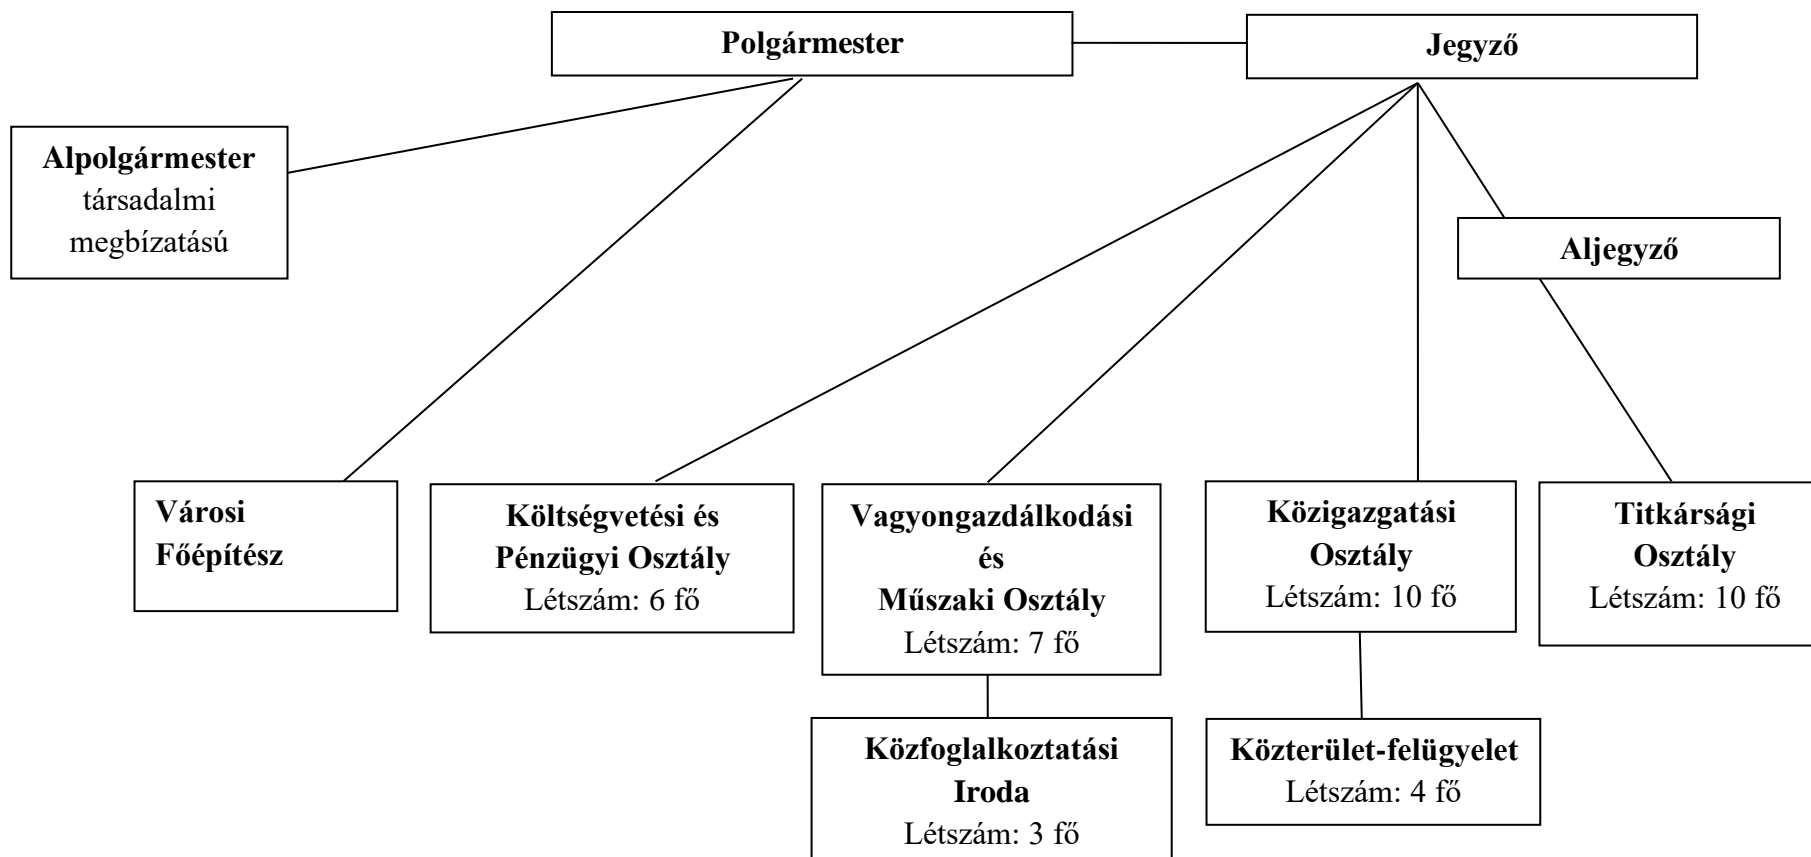 Polgármester
Jegyző
Alpolgármester
társadalmi
megbízatású
Aljegyző
Városi
Főépítész
Költségvetési és
Pénzügyi Osztály
Létszám: 6 fő
Vagyongazdálkodási
és
Műszaki Osztály
Létszám: 7 fő
Közigazgatási
Osztály
Létszám: 10 fő
Titkársági
Osztály
Létszám: 10 fő
Közfoglalkoztatási
Iroda
Létszám: 3 fő
Közterület-felügyelet
Létszám: 4 fő